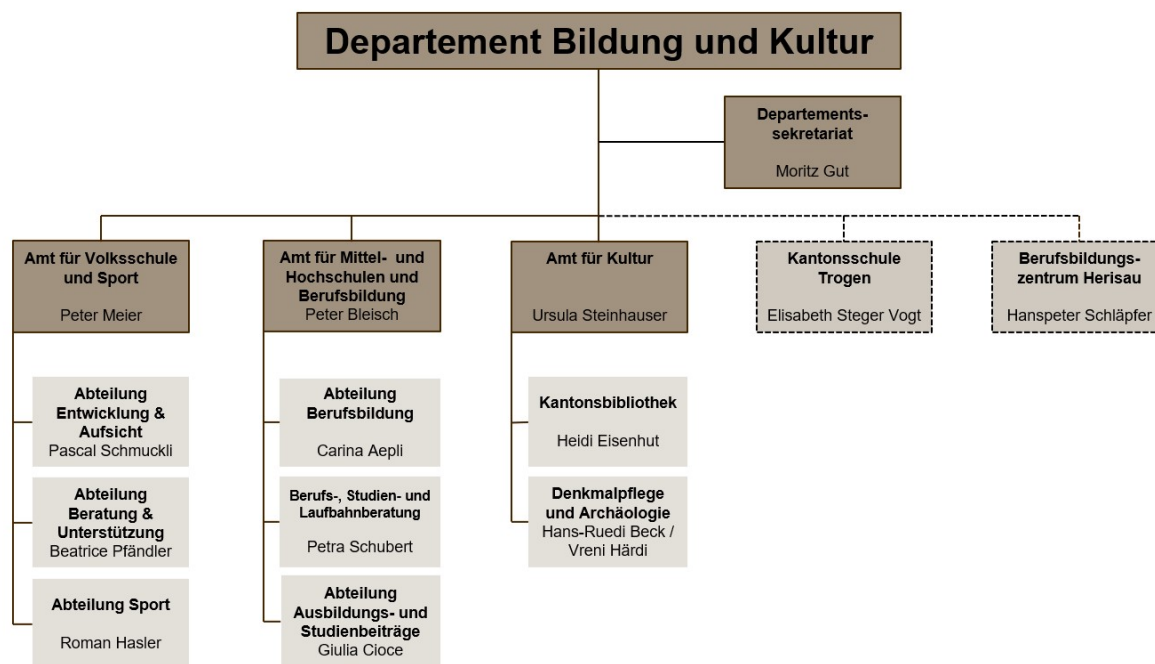 Departement Bildung und Kultur
Departements-
sekretariat
Moritz Gut
Amt für Volksschule
und Sport
Peter Meier
Amt für Mittel- und
Hochschulen und
Berufsbildung
Peter Bleisch
Amt für Kultur
Ursula Steinhauser
Kantonsschule
Trogen
Elisabeth Steger Vogt
Berufsbildungs-
zentrum Herisau
Hanspeter Schläpfer
Abteilung
Entwicklung &
Aufsicht
Pascal Schmuckli
Abteilung
Beratung &
Unterstützung
Beatrice Pfändler
Abteilung Sport
Roman Hasler
Abteilung
Berufsbildung
Carina Aepli
Berufs-, Studien- und
Laufbahnberatung
Petra Schubert
Abteilung
Ausbildungs- und
Studienbeiträge
Giulia Cioce
Kantonsbibliothek
Heidi Eisenhut
Denkmalpflege
und Archäologie
Hans-Ruedi Beck /
Vreni Härdi